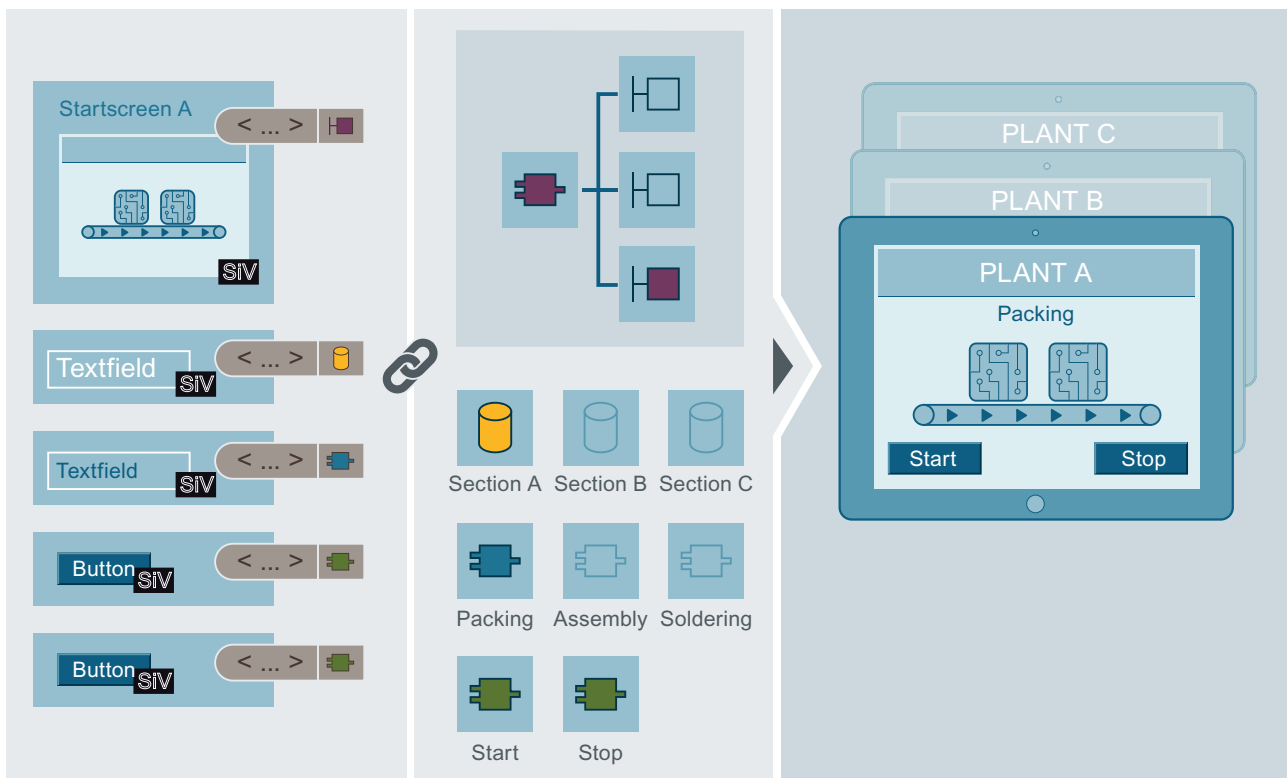 Startscreen A
< ... >
SiV
Textfield
SiV
< ... >
Textfield
SiV
< ... >
Button
SiV
< ... >
Button
SiV
< ... >
Section A Section B Section C
Packing Assembly Soldering
Start Stop
PLANT C
PLANT B
PLANT A
Packing
Start Stop